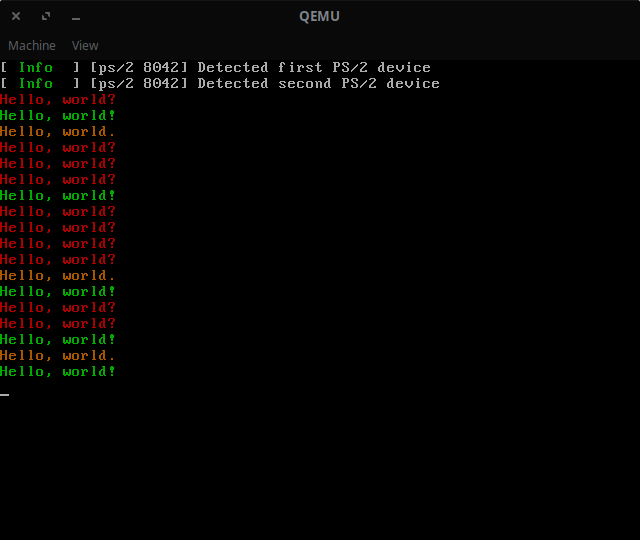 QEMU
Machine View
[ Info  ] [ps/2 8042] Detected first PS/2 device
[ Info  ] [ps/2 8042] Detected second PS/2 device
Hello, world?
Hello, world!
Hello, world.
Hello, world?
Hello, world?
Hello, world?
Hello, world!
Hello, world?
Hello, world?
Hello, world?
Hello, world?
Hello, world.
Hello, world!
Hello, world?
Hello, world?
Hello, world!
Hello, world.
Hello, world!